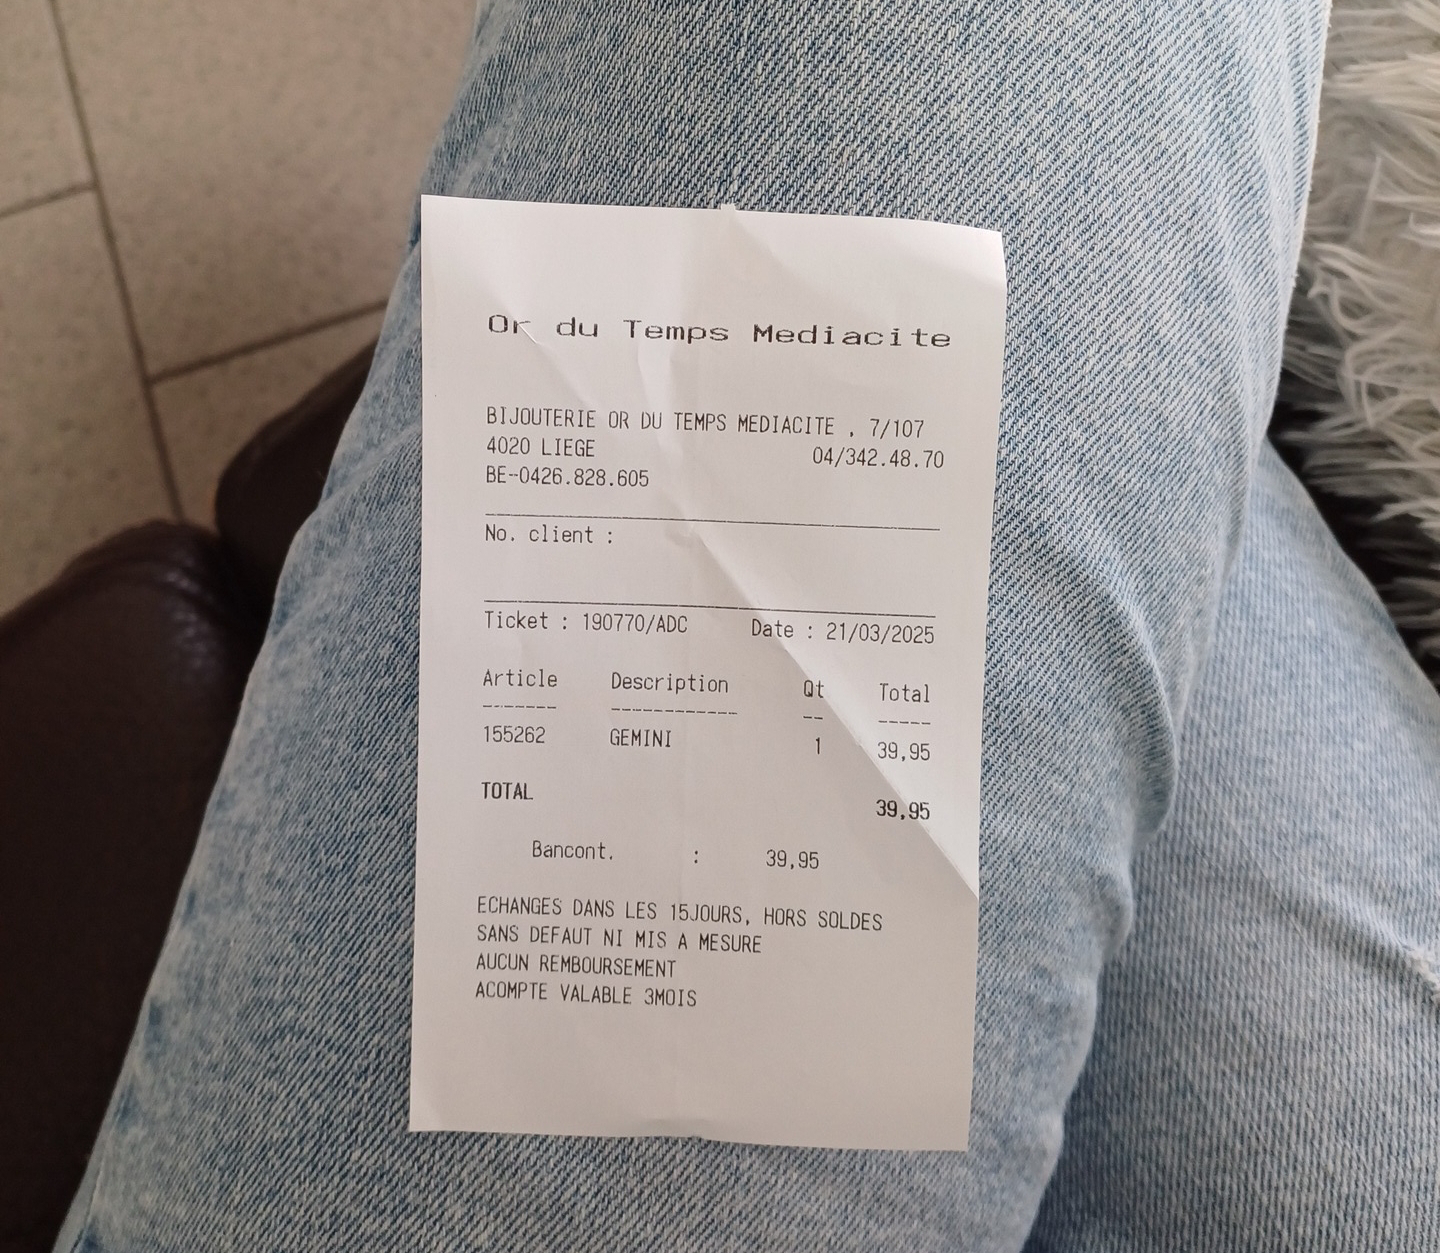 Or du Temps Mediacite
BIJOUTERIE OR DU TEMPS MEDIACITE , 7/107
4020 LIEGE 04/342.48.70
BE-0426.828.605
No. client :
Ticket : 190770/ADC Date : 21/03/2025
Article Description Qt Total
155262 GEMINI 1 39,95
TOTAL 39,95
Bancont. : 39,95
ECHANGES DANS LES 15JOURS, HORS SOLDES
SANS DEFAUT NI MIS A MESURE
AUCUN REMBOURSEMENT
ACOMPTE VALABLE 3MOIS